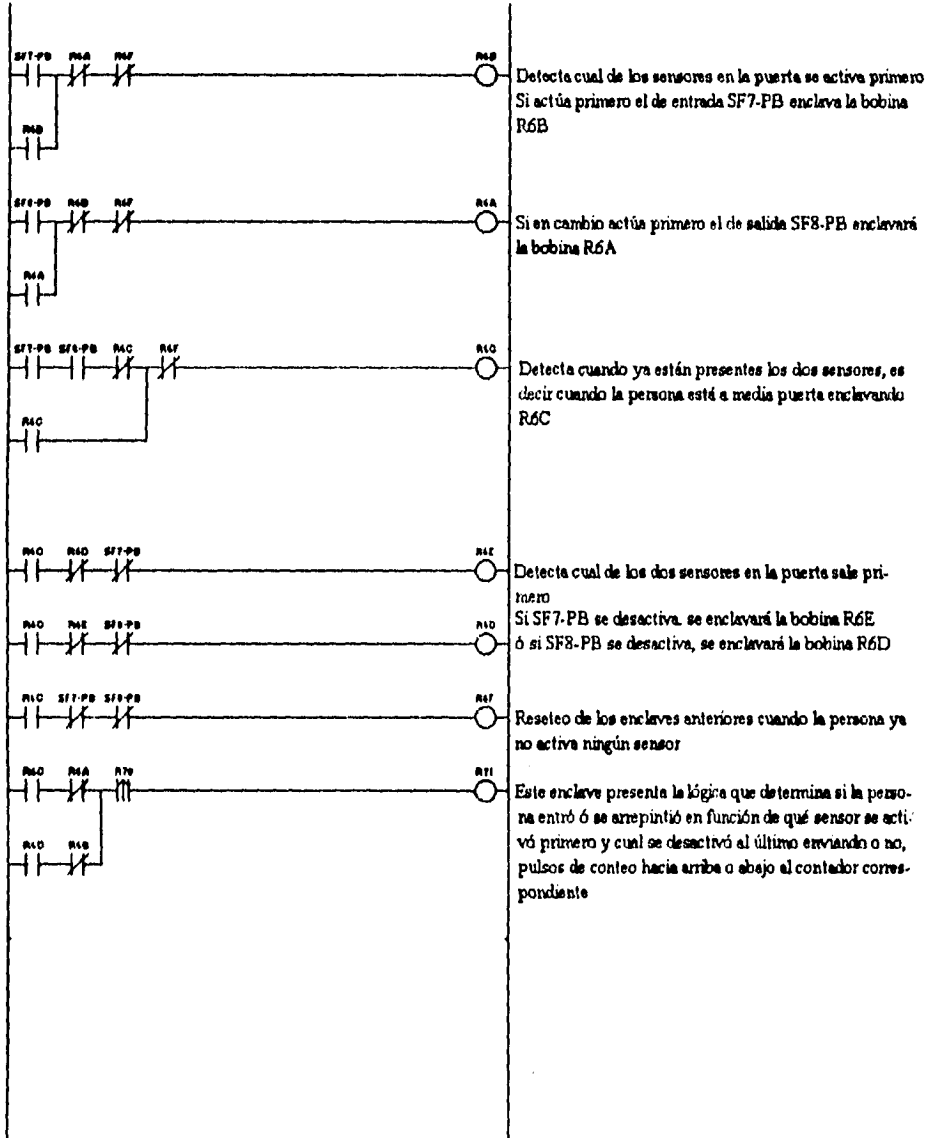 SF7-PB R6A R6F R6B
Detecta cual de los sensores en la puerta se activa primero
Si actúa primero el de entrada SF7-PB enclava la bobina
R6B
R6B
SF8-PB R6B R6F R6A
Si en cambio actúa primero el de salida SF8-PB enclavará
la bobina R6A
R6A
SF7-PB SF8-PB R6C R6F
Detecta cuando ya están presentes los dos sensores, es
decir cuando la persona está a media puerta enclavando
R6C
SF7-PB R6E
Detecta cual de los dos sensores en la puerta sale pri-
mero
Si SF7-PB se desactiva. se enclavará la bobina R6E
R6E SF8-PB R6D
ó si SF8-PB se desactiva, se enclavará la bobina R6D
R6C SF7-PB SF8-PB R6F
Reseteo de los enclaves anteriores cuando la persona ya
no activa ningún sensor
R6A R70 R71
Este enclave presenta la lógica que determina si la perso-
na entró ó se arrepintió en función de qué sensor se acti-
vó primero y cual se desactivó al último enviando o no,
R6D R6B
pulsos de conteo hacia arriba o abajo al contador corres-
pondiente